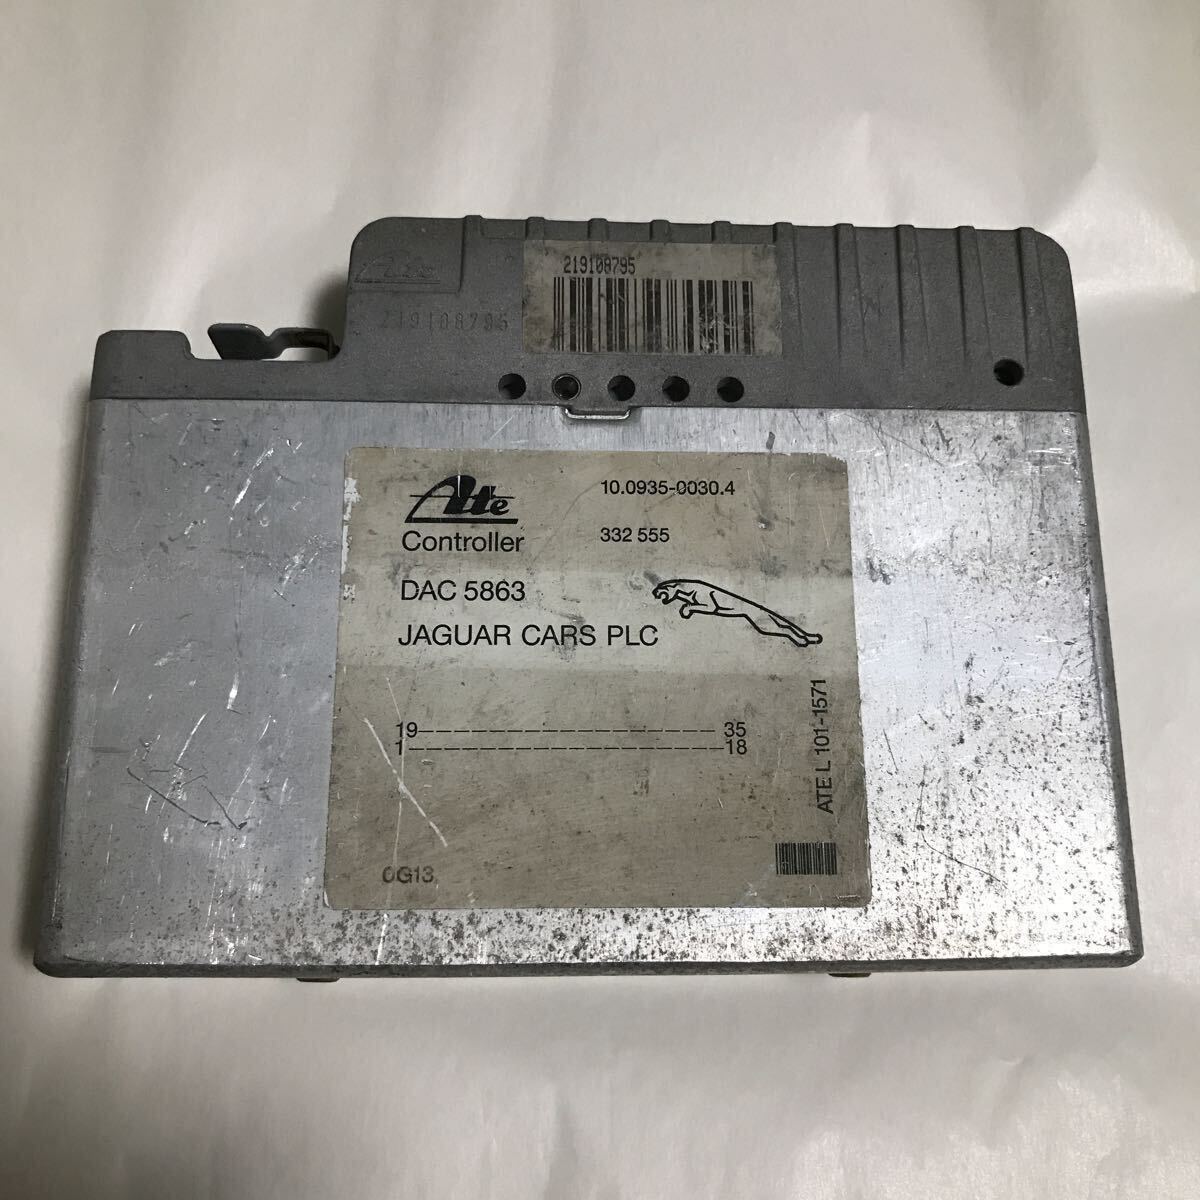 219108795
Ate
219108795
Ate
10.0935-0030.4
Controller
332 555
DAC 5863
JAGUAR CARS PLC
19 35
1 18
ATE L 101-1571
0G13